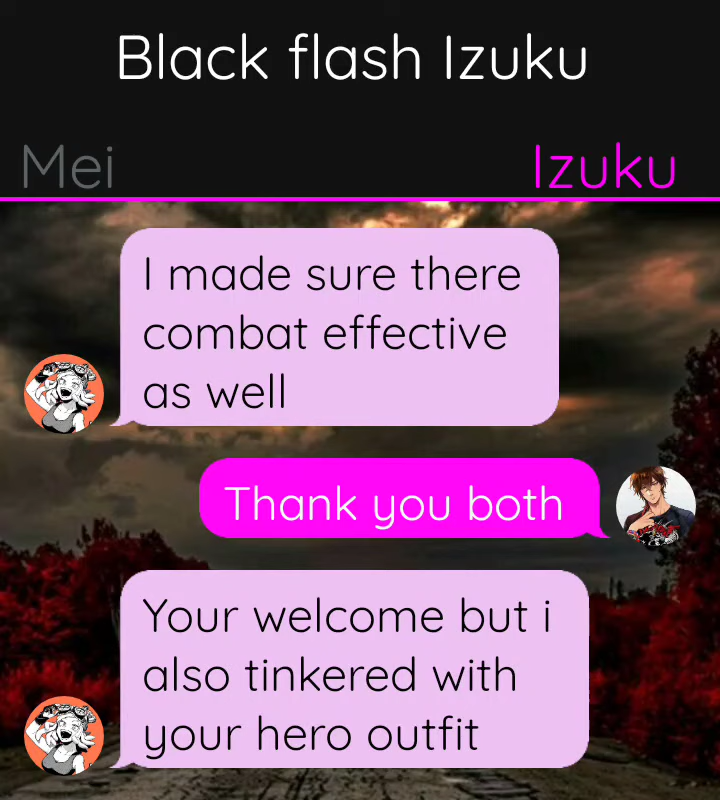 Black flash Izuku
Mei
Izuku
I made sure there
combat effective
as well
Thank you both
Your welcome but i
also tinkered with
your hero outfit